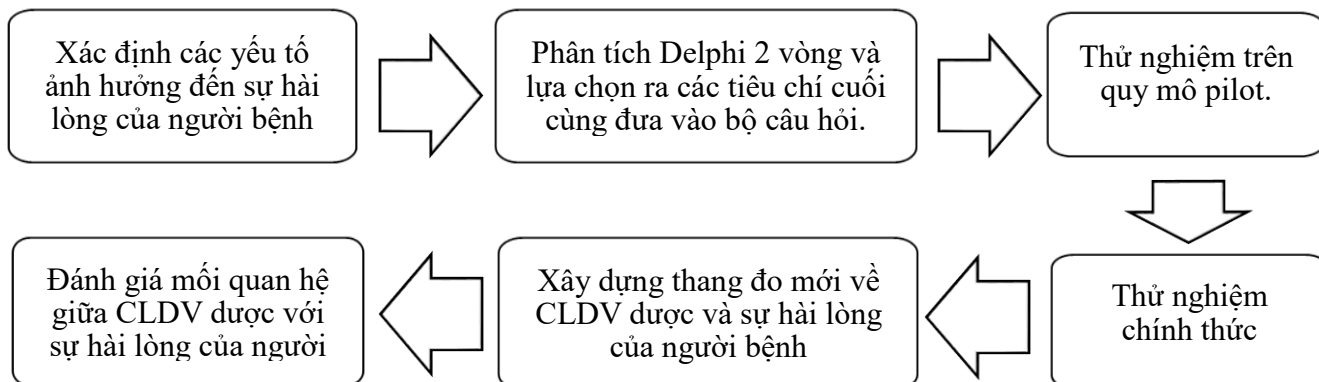 Xác định các yếu tố
ảnh hưởng đến sự hài
lòng của người bệnh
Phân tích Delphi 2 vòng và
lựa chọn ra các tiêu chí cuối
cùng đưa vào bộ câu hỏi.
Thử nghiệm trên
quy mô pilot.
Thử nghiệm
chính thức
Xây dựng thang đo mới về
CLDV dược và sự hài lòng
của người bệnh
Đánh giá mối quan hệ
giữa CLDV dược với
sự hài lòng của người